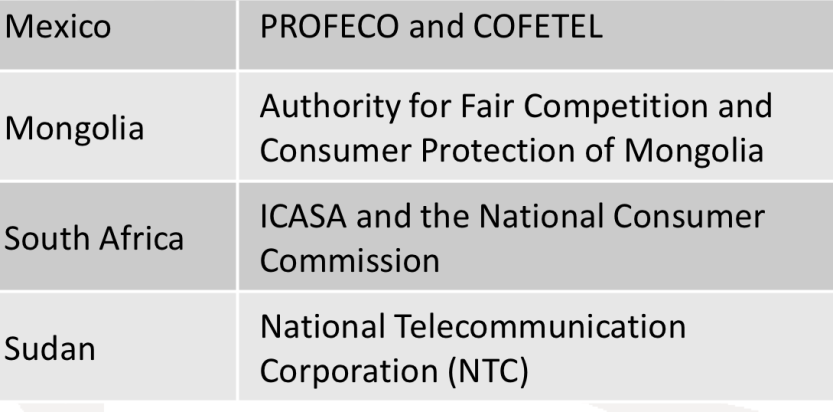 Mexico
PROFECO and COFETEL
Mongolia
Authority for Fair Competition and
Consumer Protection of Mongolia
South Africa
ICASA and the National Consumer
Commission
Sudan
National Telecommunication
Corporation (NTC)